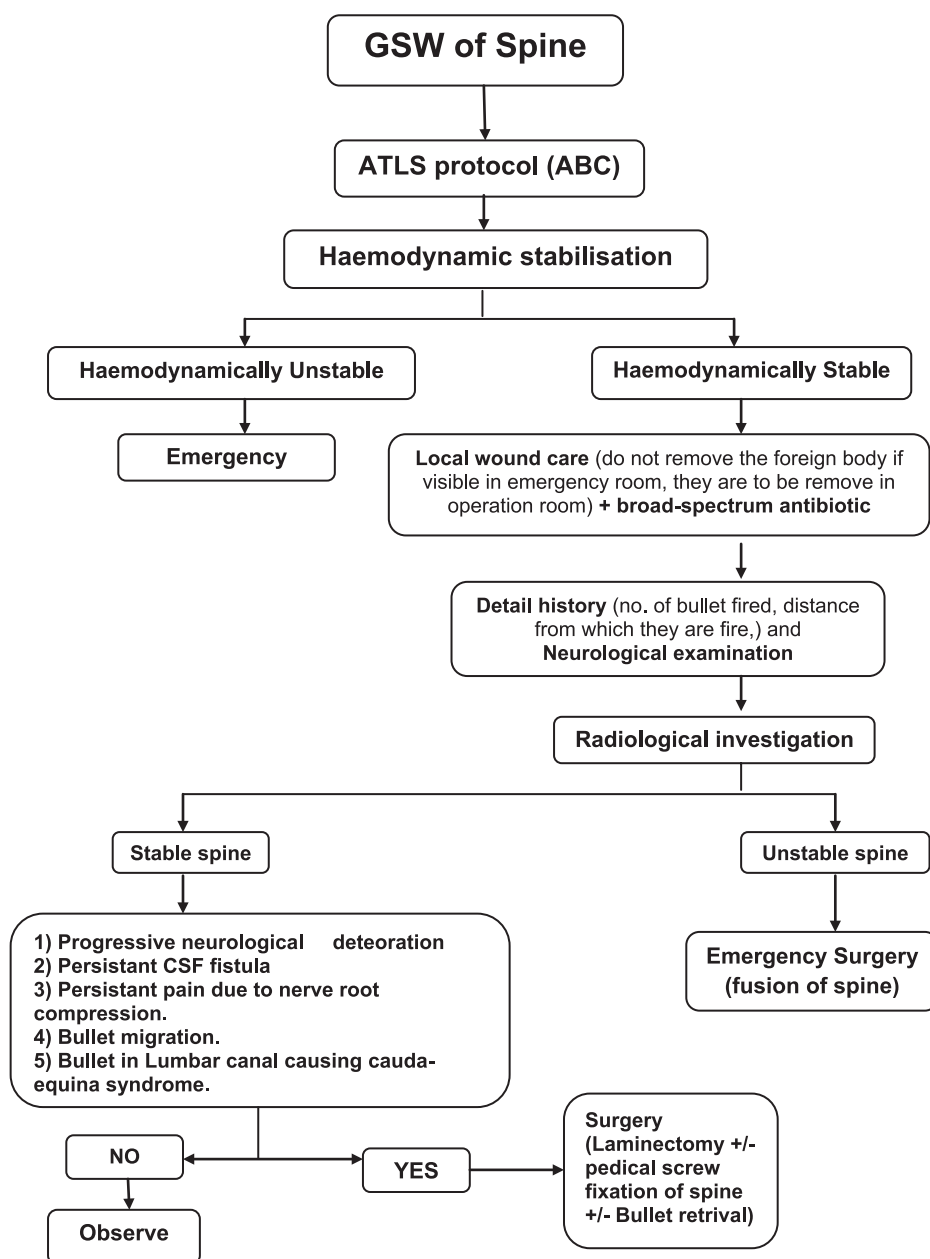 GSW of Spine
ATLS protocol (ABC)
Haemodynamic stabilisation
Haemodynamically Unstable
Haemodynamically Stable
Emergency
Local wound care (do not remove the foreign body if
visible in emergency room, they are to be remove in
operation room) + broad-spectrum antibiotic
Detail history (no. of bullet fired, distance
from which they are fire,) and
Neurological examination
Radiological investigation
Stable spine
Unstable spine
1) Progressive neurological deteoration
2) Persistant CSF fistula
3) Persistant pain due to nerve root
compression.
4) Bullet migration.
5) Bullet in Lumbar canal causing cauda-
equina syndrome.
Emergency Surgery
(fusion of spine)
NO
YES
Surgery
(Laminectomy +/-
pedical screw
fixation of spine
+/- Bullet retrival)
Observe